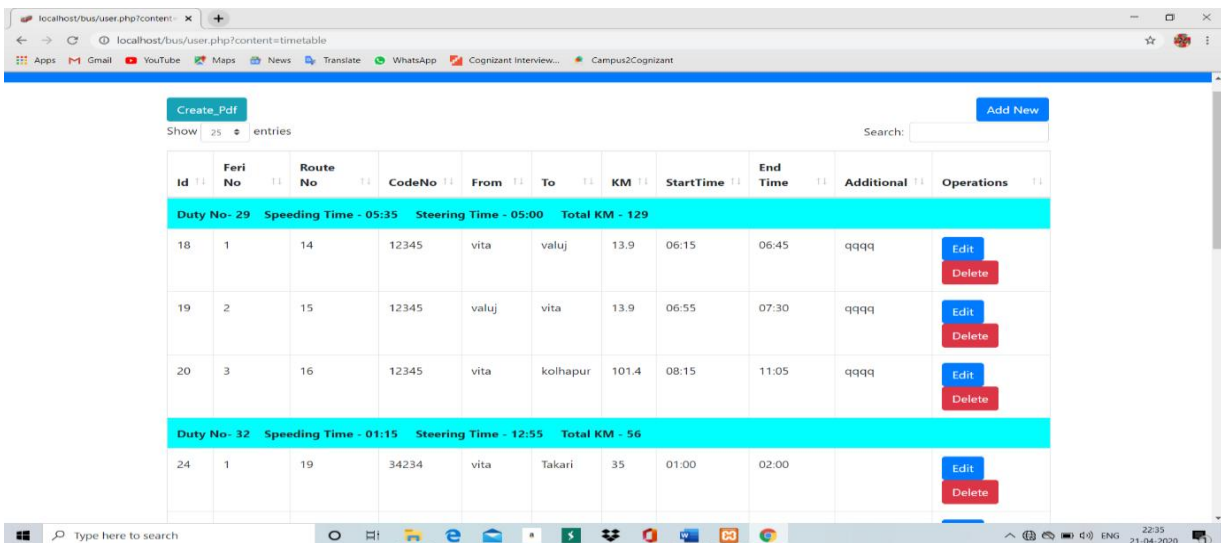 localhost/bus/user.php?content=
localhost/bus/user.php?content=timetable
Apps Gmail YouTube Maps News Translate WhatsApp Cognizant Interview... Campus2Cognizant
Create_Pdf Add New
Show 25 entries Search:
Id Feri No Route No CodeNo From To KM StartTime End Time Additional Operations
Duty No- 29 Speeding Time - 05:35 Steering Time - 05:00 Total KM - 129
18 1 14 12345 vita valuj 13.9 06:15 06:45 qqqq Edit
Delete
19 2 15 12345 valuj vita 13.9 06:55 07:30 qqqq Edit
Delete
20 3 16 12345 vita kolhapur 101.4 08:15 11:05 qqqq Edit
Delete
Duty No- 32 Speeding Time - 01:15 Steering Time - 12:55 Total KM - 56
24 1 19 34234 vita Takari 35 01:00 02:00 Edit
Delete
Type here to search ENG 22:35
21-04-2020